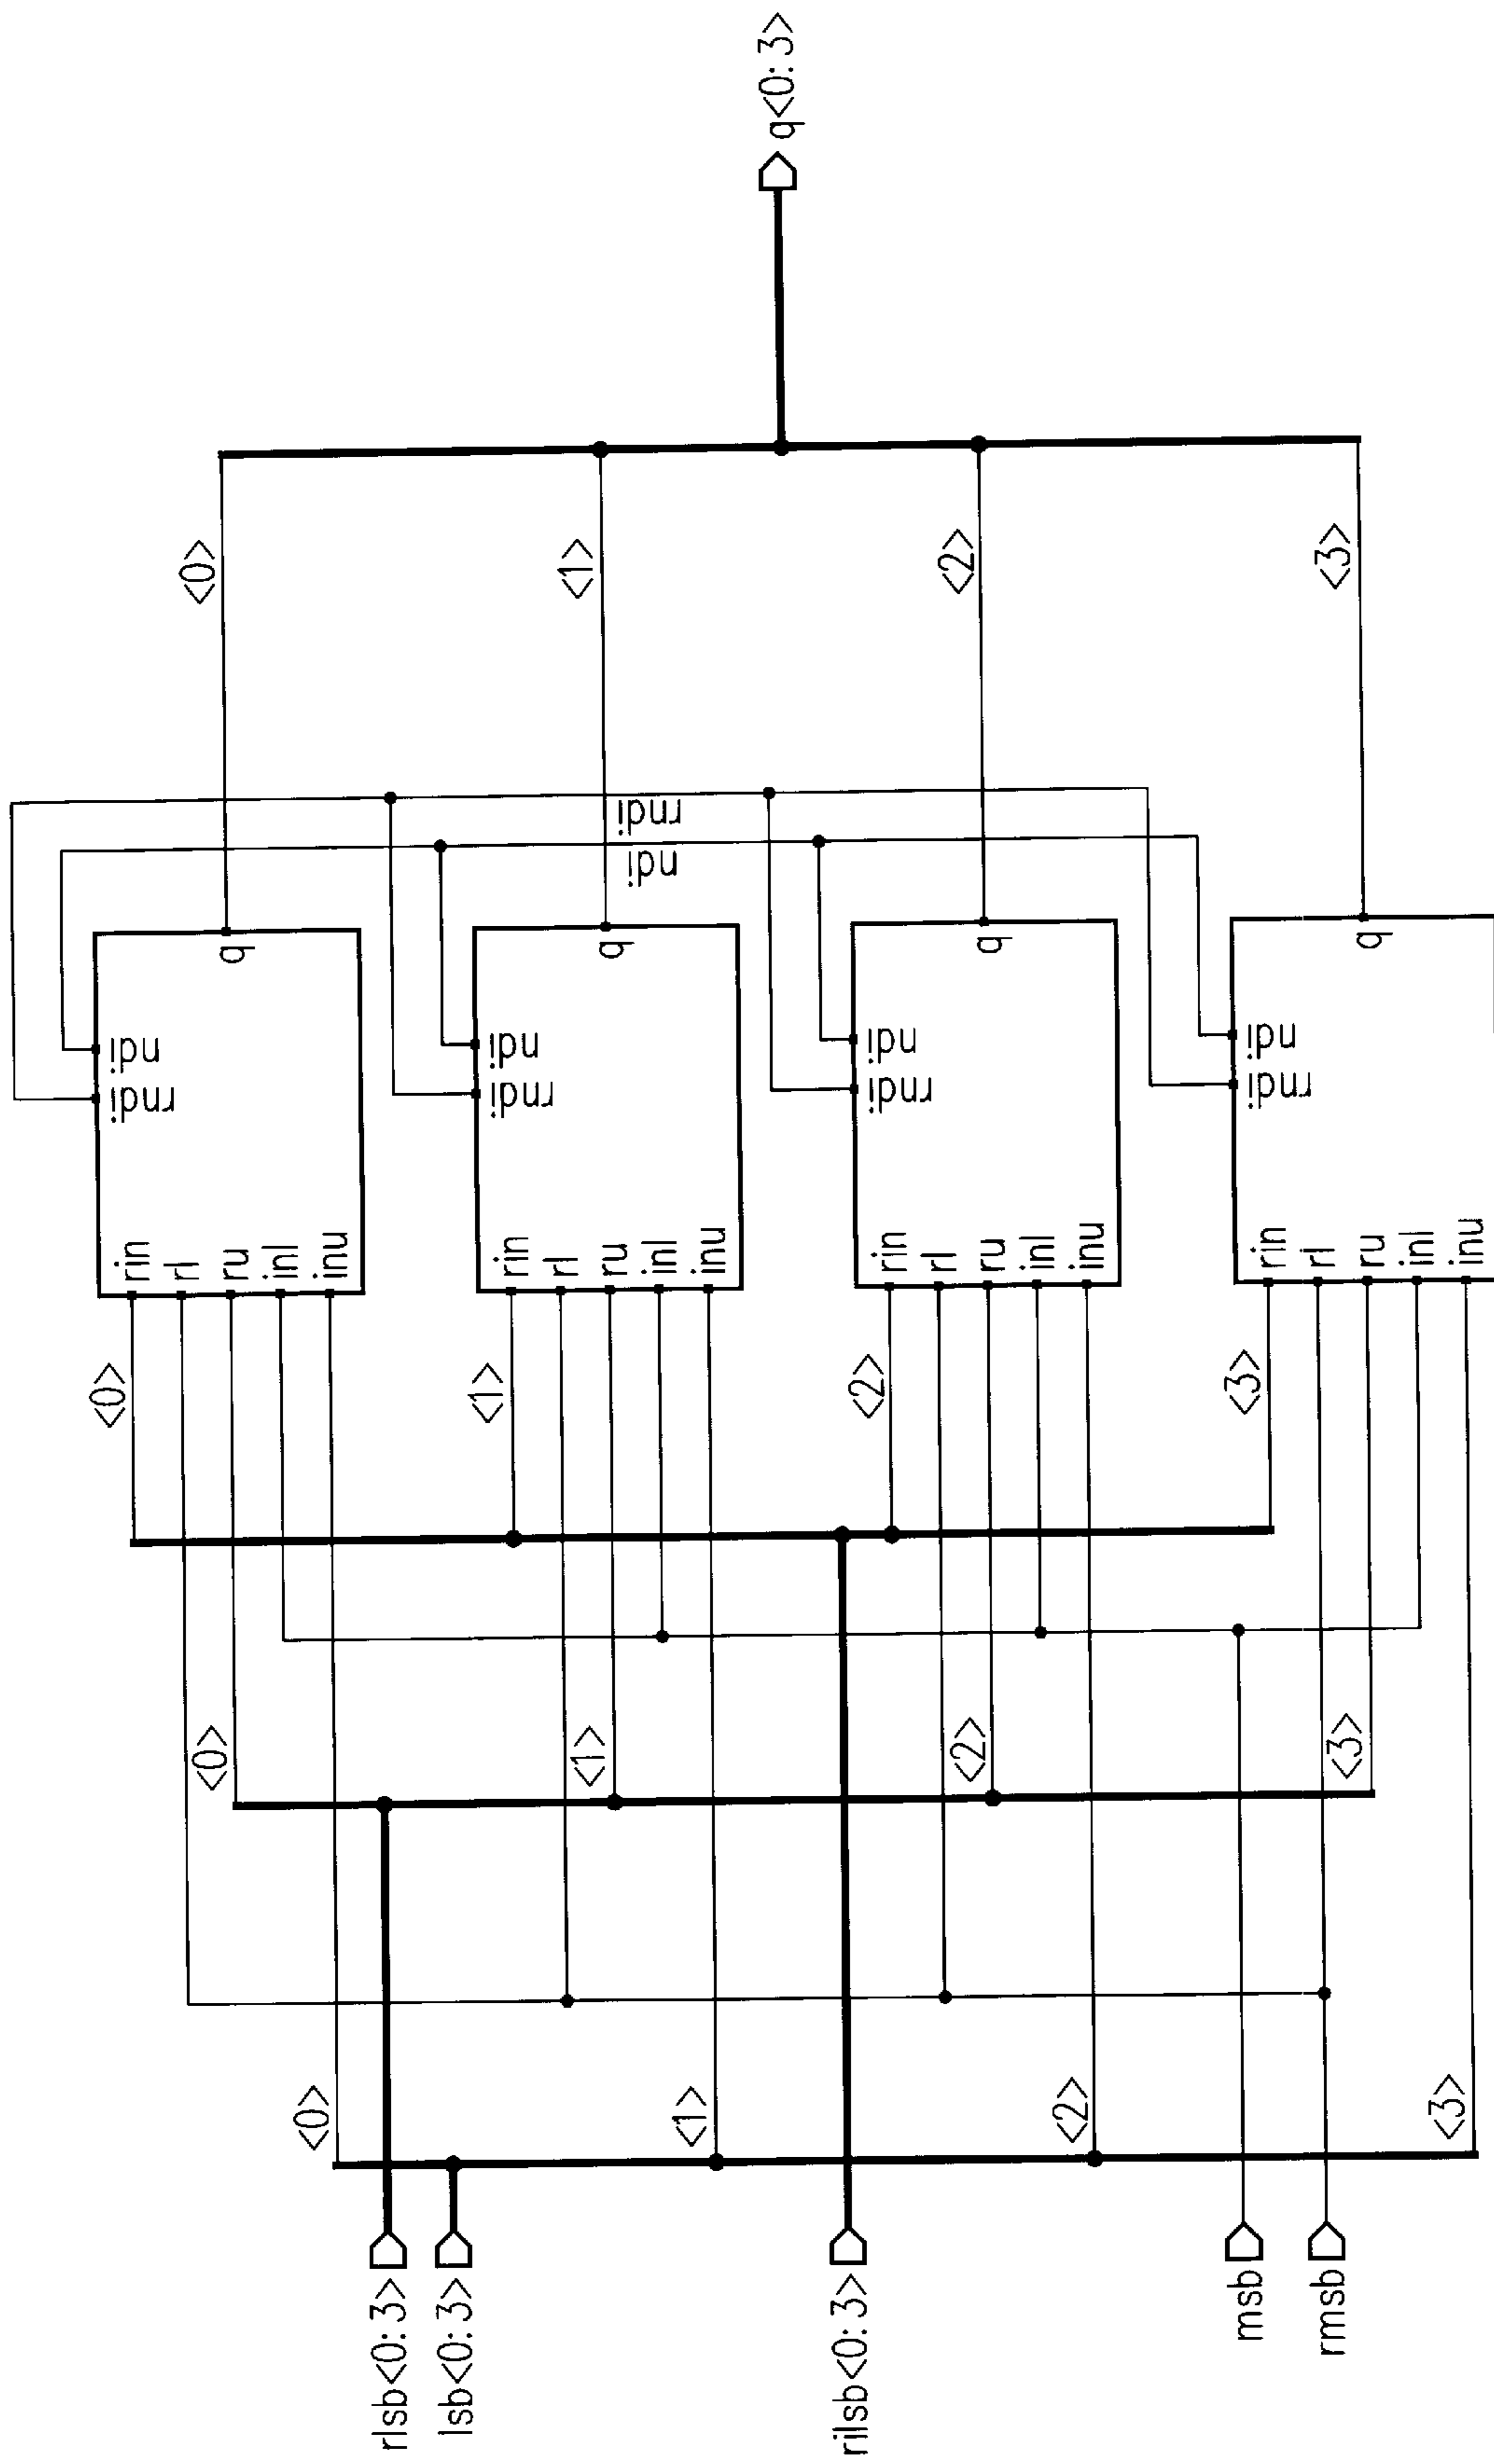 q<0:3>
<0>
<1>
<2>
<3>
rndi
ndi
q
ndi
rndi
rin
rl
ru
inl
inu
q
ndi
rndi
rin
rl
ru
inl
inu
q
ndi
rndi
rin
rl
ru
inl
inu
q
ndi
rndi
rin
rl
ru
inl
inu
<0>
<1>
<2>
<3>
<0>
<1>
<2>
<3>
<0>
<1>
<2>
<3>
rlsb<0:3>
lsb<0:3>
rilsb<0:3>
msb
rmsb